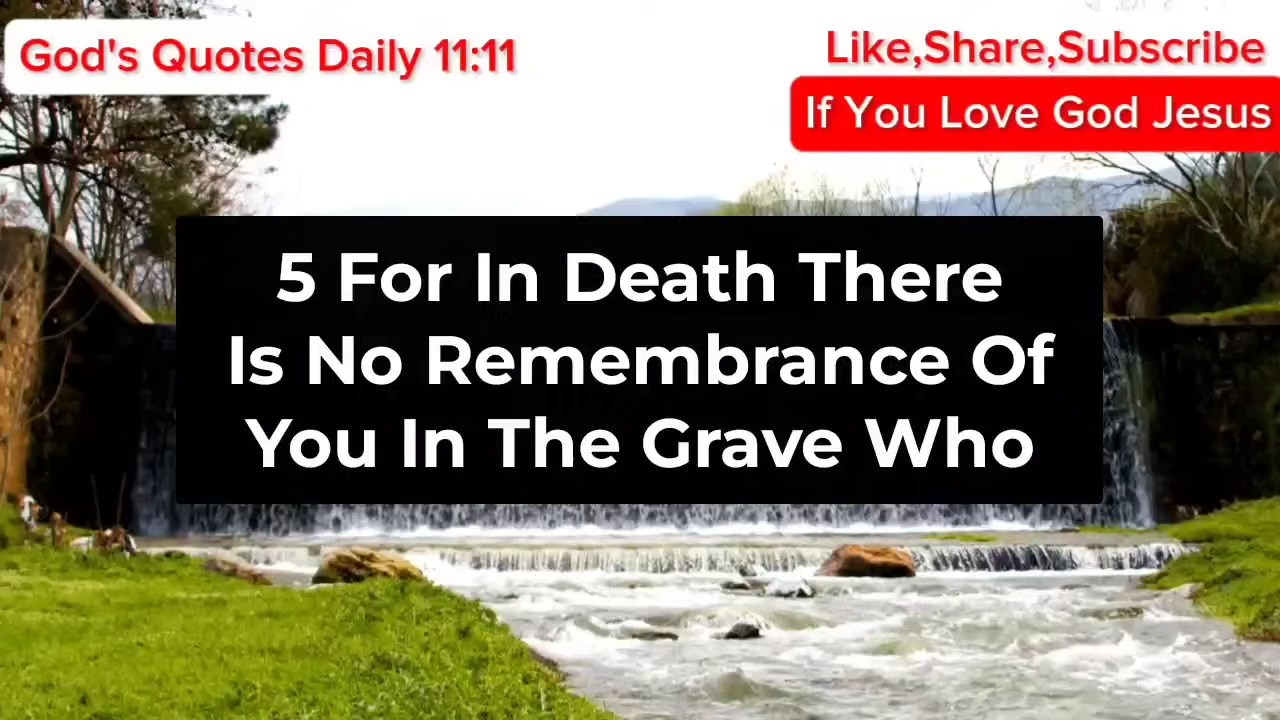 God's Quotes Daily 11:11
Like,Share,Subscribe
If You Love God Jesus
5 For In Death There
Is No Remembrance Of
You In The Grave Who